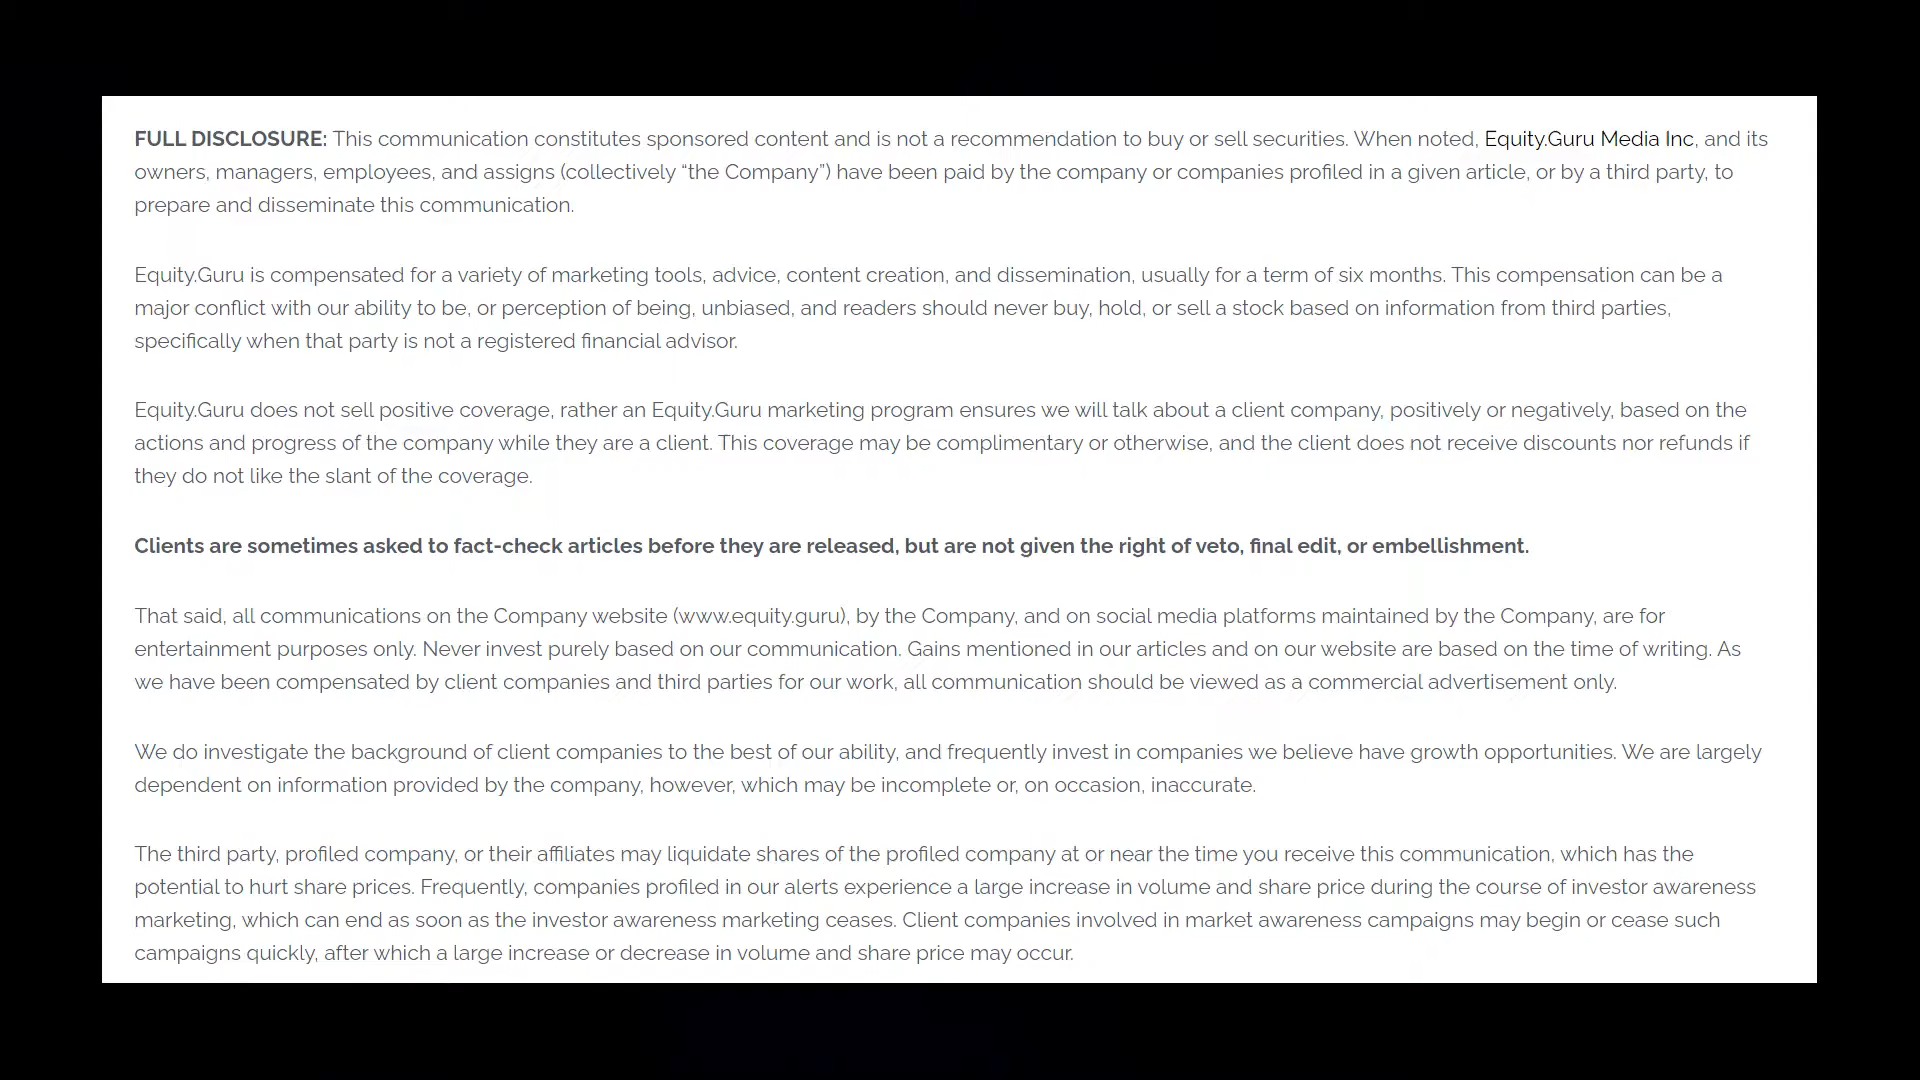 FULL DISCLOSURE: This communication constitutes sponsored content and is not a recommendation to buy or sell securities. When noted, Equity.Guru Media Inc, and its
owners, managers, employees, and assigns (collectively “the Company”) have been paid by the company or companies profiled in a given article, or by a third party, to
prepare and disseminate this communication.
Equity.Guru is compensated for a variety of marketing tools, advice, content creation, and dissemination, usually for a term of six months. This compensation can be a
major conflict with our ability to be, or perception of being, unbiased, and readers should never buy, hold, or sell a stock based on information from third parties,
specifically when that party is not a registered financial advisor.
Equity.Guru does not sell positive coverage, rather an Equity.Guru marketing program ensures we will talk about a client company, positively or negatively, based on the
actions and progress of the company while they are a client. This coverage may be complimentary or otherwise, and the client does not receive discounts nor refunds if
they do not like the slant of the coverage.
Clients are sometimes asked to fact-check articles before they are released, but are not given the right of veto, final edit, or embellishment.
That said, all communications on the Company website (www.equity.guru), by the Company, and on social media platforms maintained by the Company, are for
entertainment purposes only. Never invest purely based on our communication. Gains mentioned in our articles and on our website are based on the time of writing. As
we have been compensated by client companies and third parties for our work, all communication should be viewed as a commercial advertisement only.
We do investigate the background of client companies to the best of our ability, and frequently invest in companies we believe have growth opportunities. We are largely
dependent on information provided by the company, however, which may be incomplete or, on occasion, inaccurate.
The third party, profiled company, or their affiliates may liquidate shares of the profiled company at or near the time you receive this communication, which has the
potential to hurt share prices. Frequently, companies profiled in our alerts experience a large increase in volume and share price during the course of investor awareness
marketing, which can end as soon as the investor awareness marketing ceases. Client companies involved in market awareness campaigns may begin or cease such
campaigns quickly, after which a large increase or decrease in volume and share price may occur.